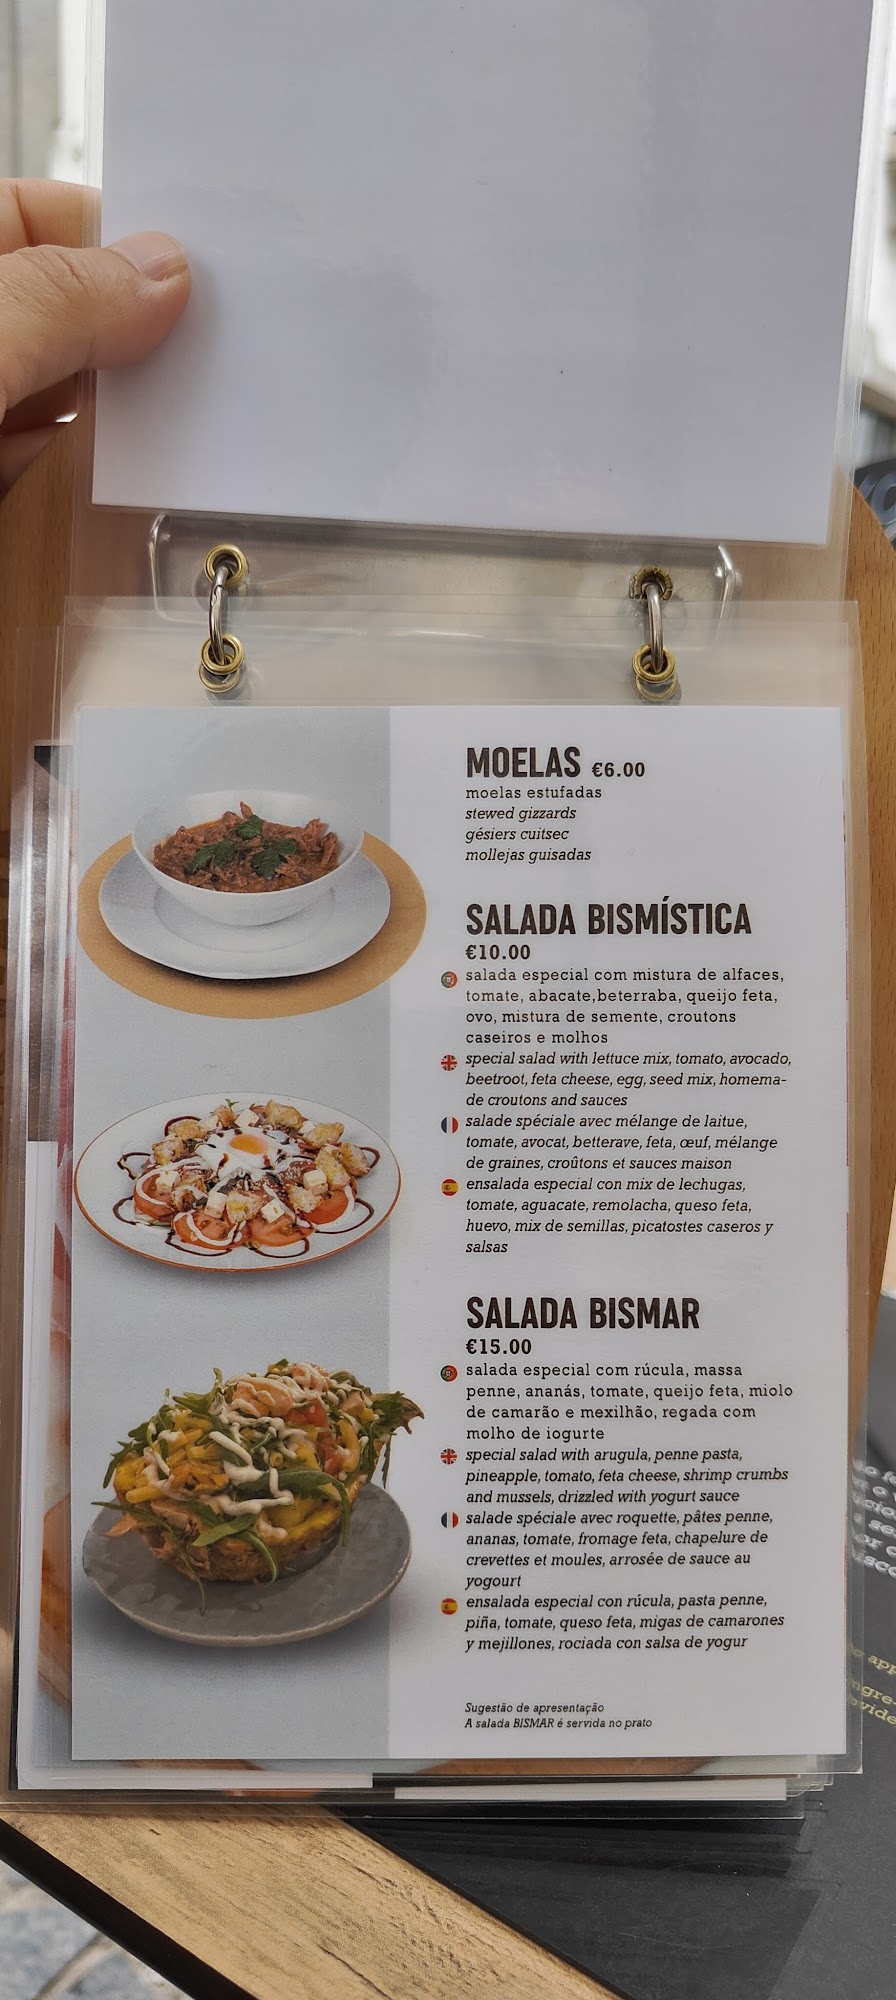 MOELAS €6.00
moelas estufadas
stewed gizzards
gésiers cuitsec
mollejas guisadas
SALADA BISMÍSTICA
€10.00
salada especial com mistura de alfaces,
tomate, abacate,beterraba, queijo feta,
ovo, mistura de semente, croutons
caseiros e molhos
special salad with lettuce mix, tomato, avocado,
beetroot, feta cheese, egg, seed mix, homema-
de croutons and sauces
salade spéciale avec mélange de laitue,
tomate, avocat, betterave, feta, œuf, mélange
de graines, croûtons et sauces maison
ensalada especial con mix de lechugas,
tomate, aguacate, remolacha, queso feta,
huevo, mix de semillas, picatostes caseros y
salsas
SALADA BISMAR
€15.00
salada especial com rúcula, massa
penne, ananás, tomate, queijo feta, miolo
de camarão e mexilhão, regada com
molho de iogurte
special salad with arugula, penne pasta,
pineapple, tomato, feta cheese, shrimp crumbs
and mussels, drizzled with yogurt sauce
salade spéciale avec roquette, pâtes penne,
ananas, tomate, fromage feta, chapelure de
crevettes et moules, arrosée de sauce au
yogourt
ensalada especial con rúcula, pasta penne,
piña, tomate, queso feta, migas de camarones
y mejillones, rociada con salsa de yogur
Sugestão de apresentação
A salada BISMAR é servida no prato